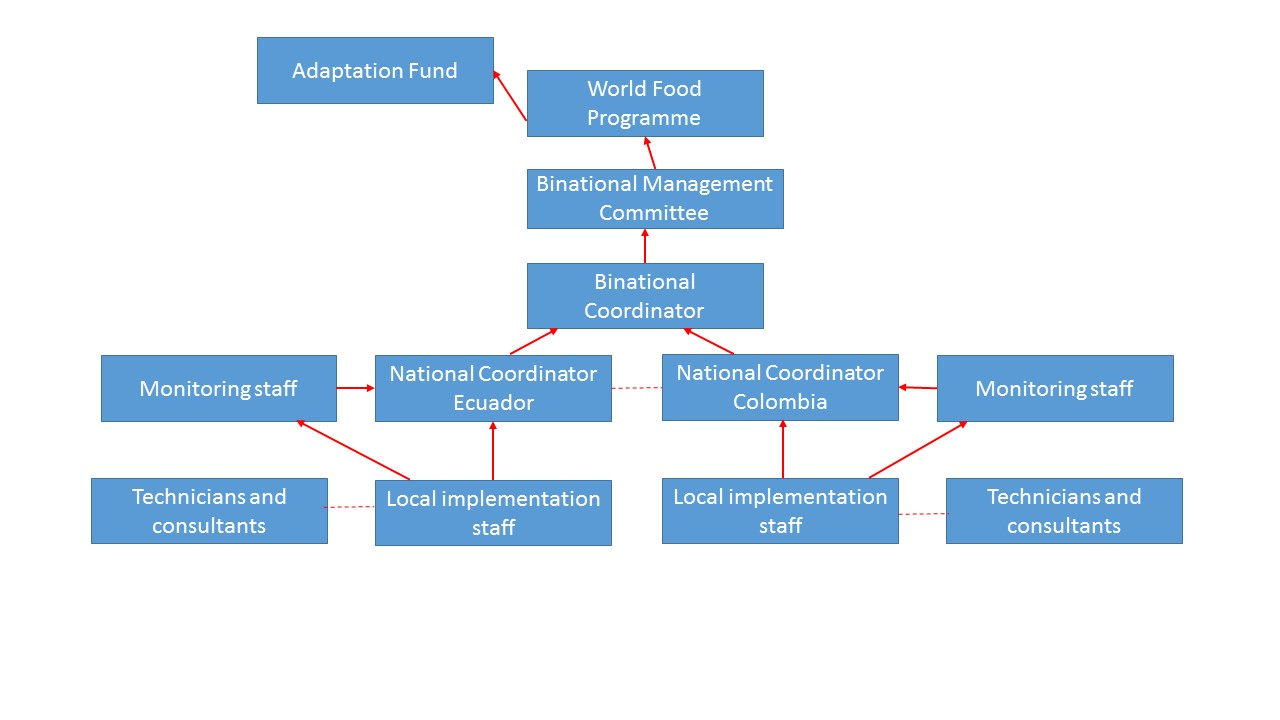 Adaptation Fund
World Food
Programme
Binational Management
Committee
Binational
Coordinator
Monitoring staff
National Coordinator
Ecuador
National Coordinator
Colombia
Monitoring staff
Technicians and
consultants
Local implementation
staff
Local implementation
staff
Technicians and
consultants